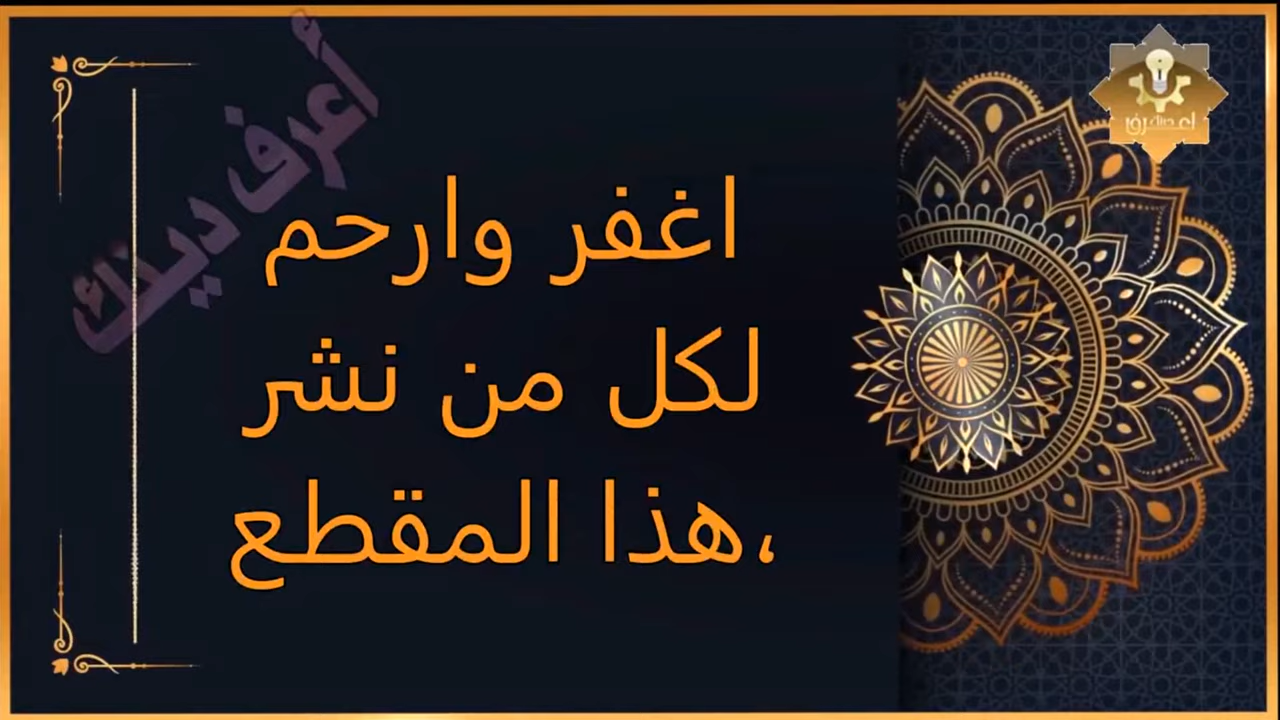 أعرف دينك
اغفر وارحم
لكل من نشر
هذا المقطع،